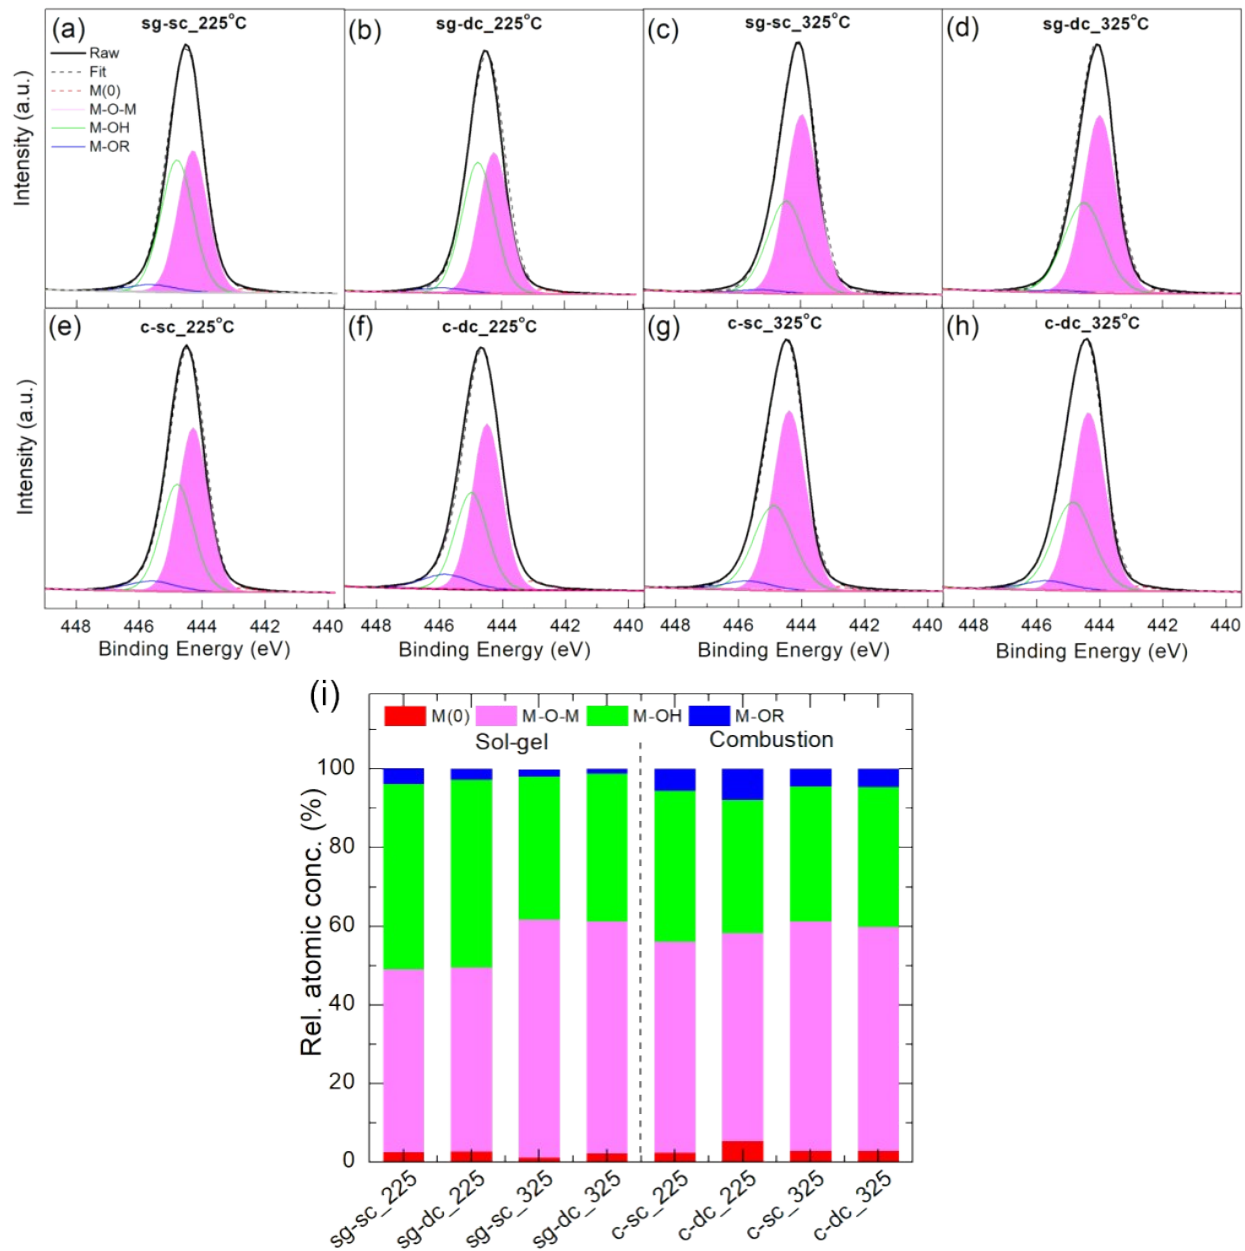 (a) sg-sc_225°C
(b) sg-dc_225°C
(c) sg-sc_325°C
(d) sg-dc_325°C
Raw
Fit
M(0)
M-O-M
M-OH
M-OR
Intensity (a.u.)
(e) c-sc_225°C
(f) c-dc_225°C
(g) c-sc_325°C
(h) c-dc_325°C
Intensity (a.u.)
448 446 444 442 440
448 446 444 442 440
448 446 444 442
448 446 444 442 440
Binding Energy (eV)
Binding Energy (eV)
Binding Energy (eV)
Binding Energy (eV)
(i)
M(0) M-O-M M-OH M-OR
Sol-gel Combustion
Rel. atomic conc. (%)
100
80
60
40
20
0
sg-sc_225
sg-dc_225
sg-sc_325
sg-dc_325
c-sc_225
c-dc_225
c-sc_325
c-dc_325